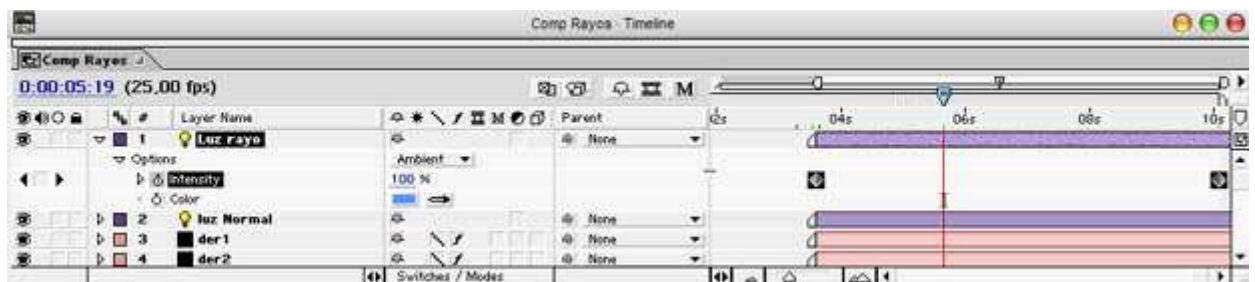 Comp Rayos · Timeline
Comp Rayos
0:00:05:19 (25,00 fps)
M
# Layer Name M Parent
04s 06s 08s 10s
1 Luz rayo None
Options Ambient
Intensity 100 %
Color
2 luz Normal None
3 der1 None
4 der2 None
Switches / Modes